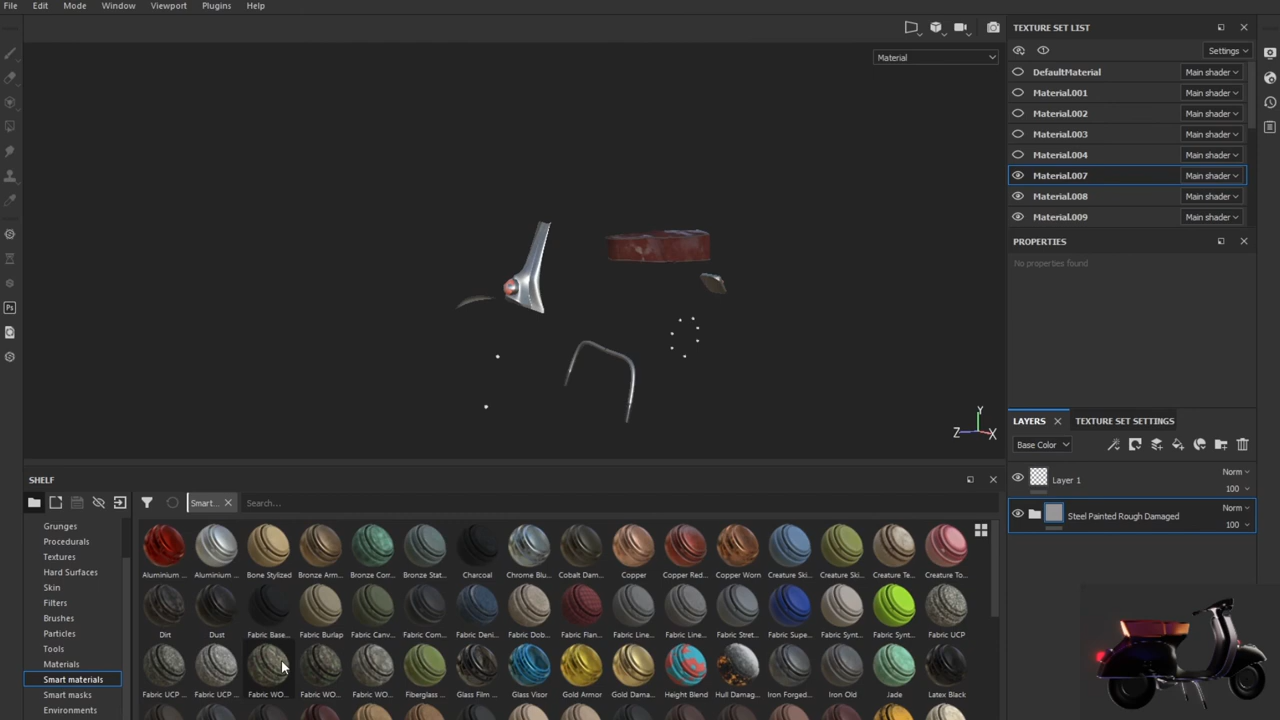 File Edit Mode Window Viewport Plugins Help
Material
TEXTURE SET LIST
Settings
DefaultMaterial Main shader
Material.001 Main shader
Material.002 Main shader
Material.003 Main shader
Material.004 Main shader
Material.007 Main shader
Material.008 Main shader
Material.009 Main shader
PROPERTIES
No properties found
Y
Z X
LAYERS TEXTURE SET SETTINGS
Base Color
Layer 1 Norm
100
Steel Painted Rough Damaged Norm
100
SHELF
Ps
Smart... Search...
Grunges
Procedurals
Textures
Hard Surfaces
Skin
Filters
Brushes
Particles
Tools
Materials
Smart materials
Smart masks
Environments
Aluminium ... Aluminium ... Bone Stylized Bronze Arm... Bronze Corr... Bronze Stat... Charcoal Chrome Blu... Cobalt Dam... Copper Copper Red... Copper Worn Creature Ski... Creature Ski... Creature Te... Creature To...
Dirt Dust Fabric Base... Fabric Burlap Fabric Canv... Fabric Com... Fabric Deni... Fabric Dob... Fabric Flan... Fabric Line... Fabric Line... Fabric Stret... Fabric Supe... Fabric Synt... Fabric Synt... Fabric UCP
Fabric UCP ... Fabric UCP ... Fabric WO... Fabric WO... Fabric WO... Fiberglass ... Glass Film ... Glass Visor Gold Armor Gold Dama... Height Blend Hull Damag... Iron Forged... Iron Old Jade Latex Black